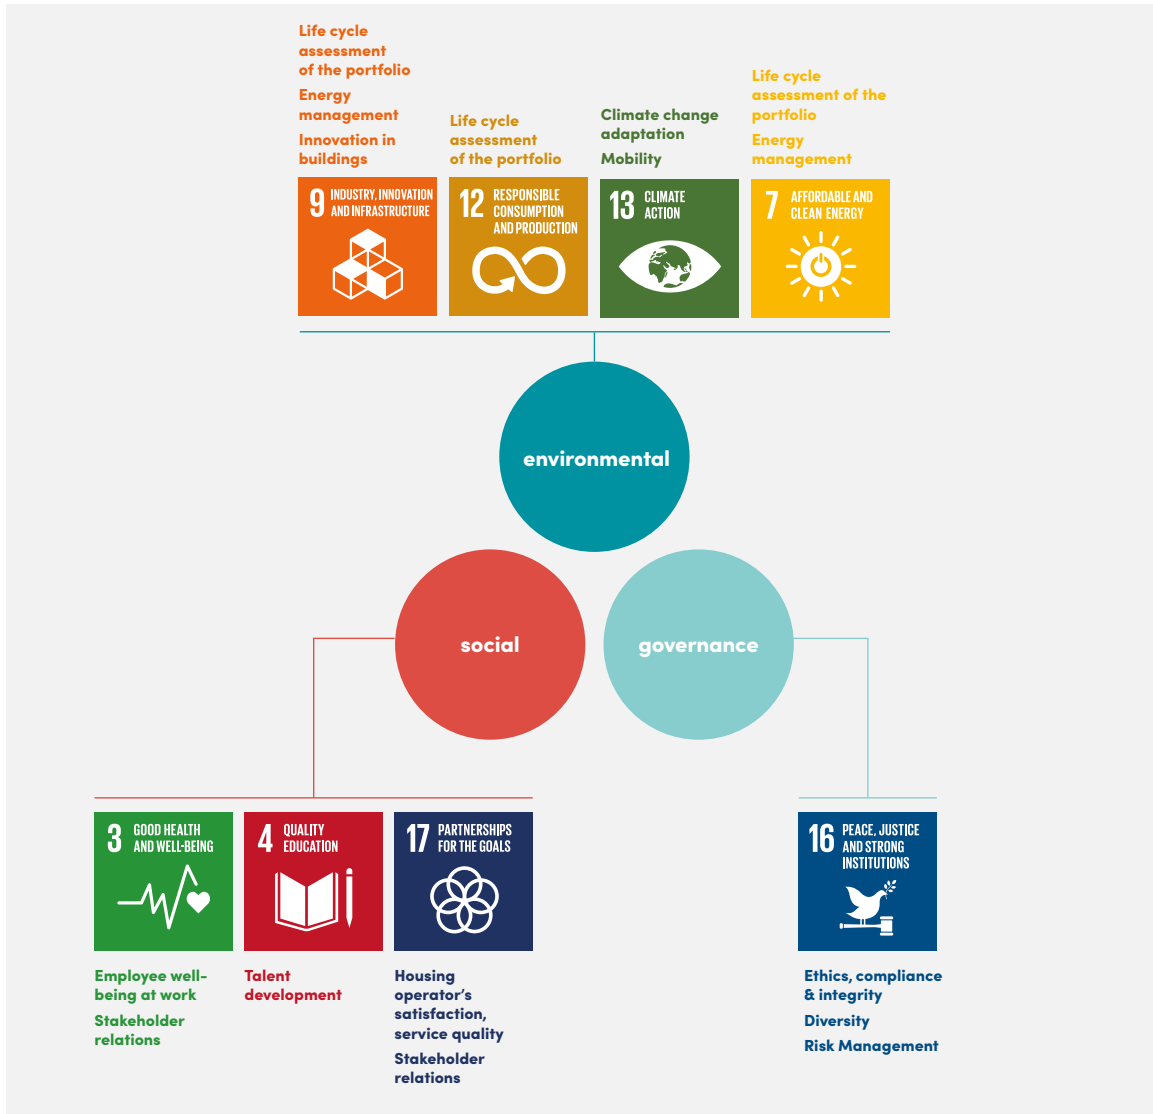 Life cycle
assessment
of the portfolio
Energy
management
Innovation in
buildings
9 INDUSTRY, INNOVATION
AND INFRASTRUCTURE
Life cycle
assessment
of the portfolio
12 RESPONSIBLE
CONSUMPTION
AND PRODUCTION
Climate change
adaptation
Mobility
13 CLIMATE
ACTION
Life cycle
assessment of the
portfolio
Energy
management
7 AFFORDABLE AND
CLEAN ENERGY
environmental
social
governance
3 GOOD HEALTH
AND WELL-BEING
Employee well-
being at work
Stakeholder
relations
4 QUALITY
EDUCATION
Talent
development
17 PARTNERSHIPS
FOR THE GOALS
Housing
operator's
satisfaction,
service quality
Stakeholder
relations
16 PEACE, JUSTICE
AND STRONG
INSTITUTIONS
Ethics, compliance
& integrity
Diversity
Risk Management